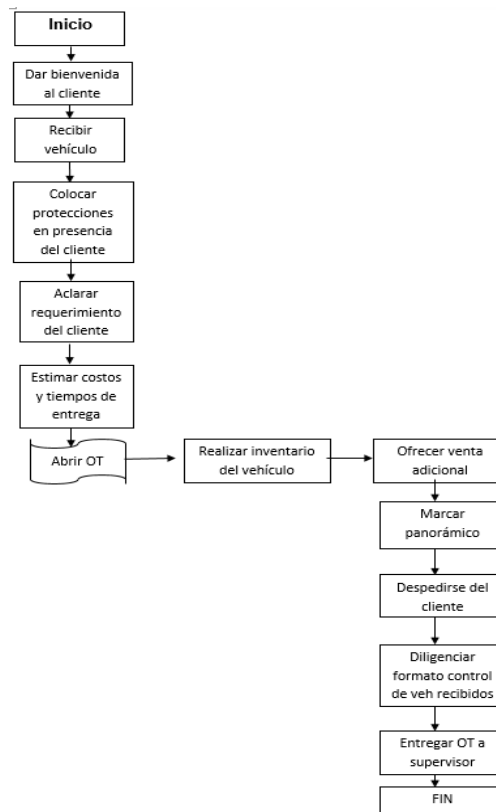 Inicio
Dar bienvenida
al cliente
Recibir
vehículo
Colocar
protecciones
en presencia
del cliente
Aclarar
requerimiento
del cliente
Estimar costos
y tiempos de
entrega
Abrir OT
Realizar inventario
del vehículo
Ofrecer venta
adicional
Marcar
panorámico
Despedirse del
cliente
Diligenciar
formato control
de veh recibidos
Entregar OT a
supervisor
FIN